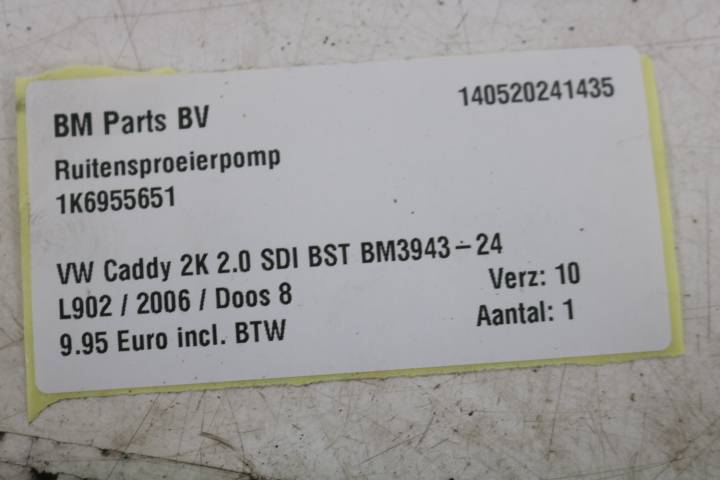 BM Parts BV
140520241435
Ruitensproeierpomp
1K6955651
VW Caddy 2K 2.0 SDI BST BM3943-24
L902 / 2006 / Doos 8
Verz: 10
9.95 Euro incl. BTW
Aantal: 1